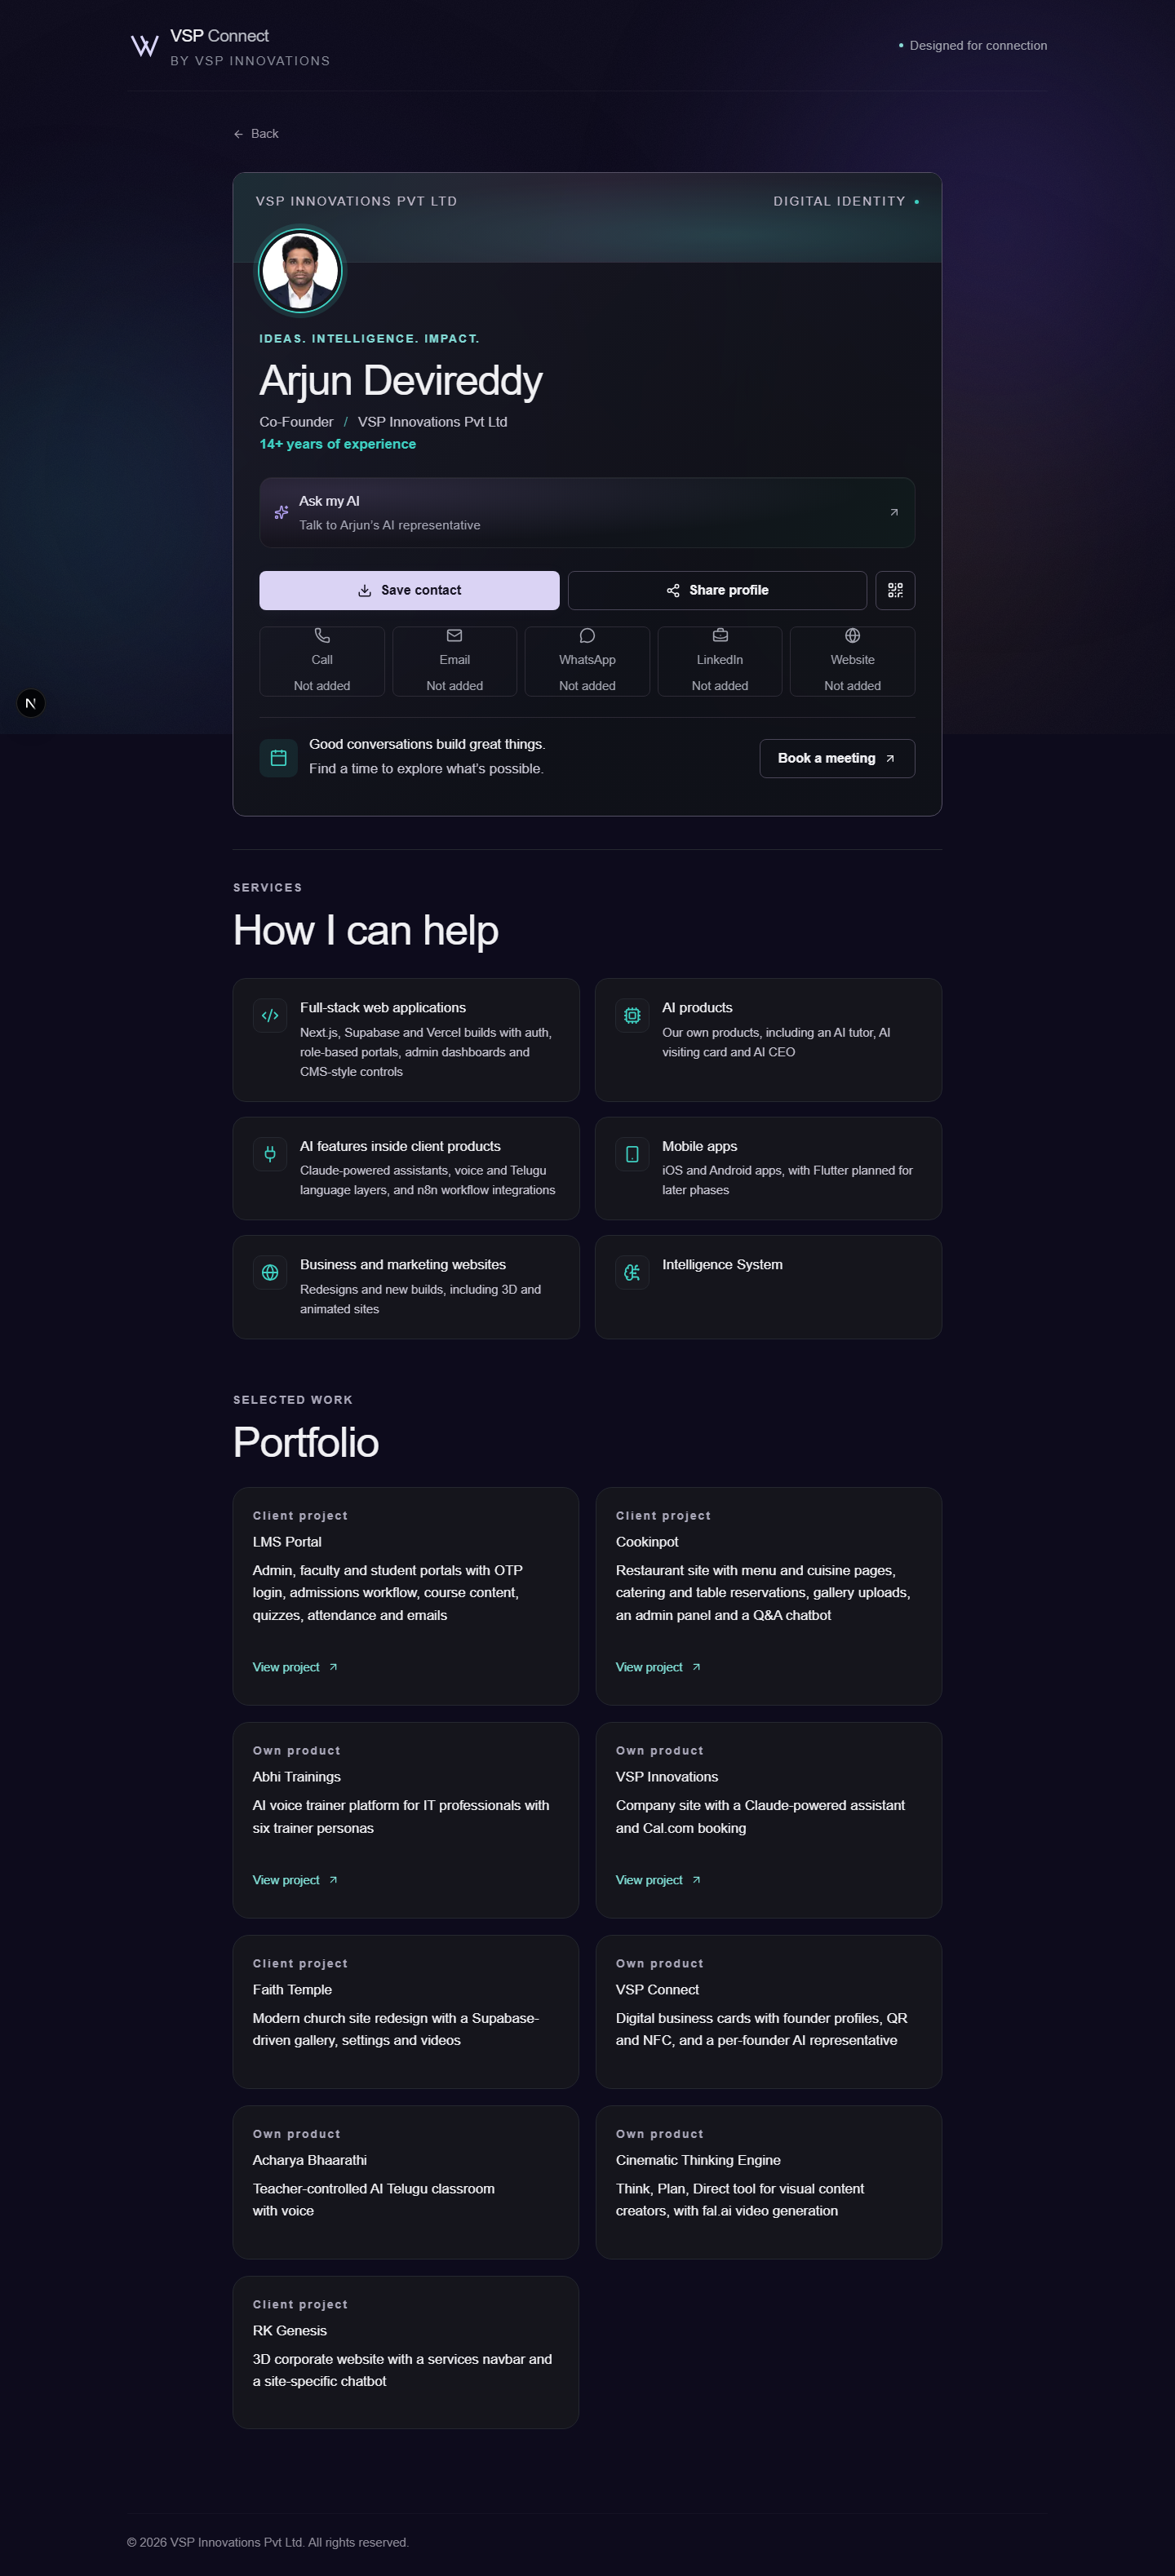 VSP Connect
BY VSP INNOVATIONS
Designed for connection
Back
VSP INNOVATIONS PVT LTD
DIGITAL IDENTITY
IDEAS. INTELLIGENCE. IMPACT.
Arjun Devireddy
Co-Founder / VSP Innovations Pvt Ltd
14+ years of experience
Ask my AI
Talk to Arjun’s AI representative
Save contact
Share profile
Call
Not added
Email
Not added
WhatsApp
Not added
LinkedIn
Not added
Website
Not added
N
Good conversations build great things.
Find a time to explore what’s possible.
Book a meeting
SERVICES
How I can help
Full-stack web applications
Next.js, Supabase and Vercel builds with auth,
role-based portals, admin dashboards and
CMS-style controls
AI products
Our own products, including an AI tutor, AI
visiting card and AI CEO
AI features inside client products
Claude-powered assistants, voice and Telugu
language layers, and n8n workflow integrations
Mobile apps
iOS and Android apps, with Flutter planned for
later phases
Business and marketing websites
Redesigns and new builds, including 3D and
animated sites
Intelligence System
SELECTED WORK
Portfolio
Client project
LMS Portal
Admin, faculty and student portals with OTP
login, admissions workflow, course content,
quizzes, attendance and emails
View project
Client project
Cookinpot
Restaurant site with menu and cuisine pages,
catering and table reservations, gallery uploads,
an admin panel and a Q&A chatbot
View project
Own product
Abhi Trainings
AI voice trainer platform for IT professionals with
six trainer personas
View project
Own product
VSP Innovations
Company site with a Claude-powered assistant
and Cal.com booking
View project
Client project
Faith Temple
Modern church site redesign with a Supabase-
driven gallery, settings and videos
Own product
VSP Connect
Digital business cards with founder profiles, QR
and NFC, and a per-founder AI representative
Own product
Acharya Bhaarathi
Teacher-controlled AI Telugu classroom
with voice
Own product
Cinematic Thinking Engine
Think, Plan, Direct tool for visual content
creators, with fal.ai video generation
Client project
RK Genesis
3D corporate website with a services navbar and
a site-specific chatbot
© 2026 VSP Innovations Pvt Ltd. All rights reserved.